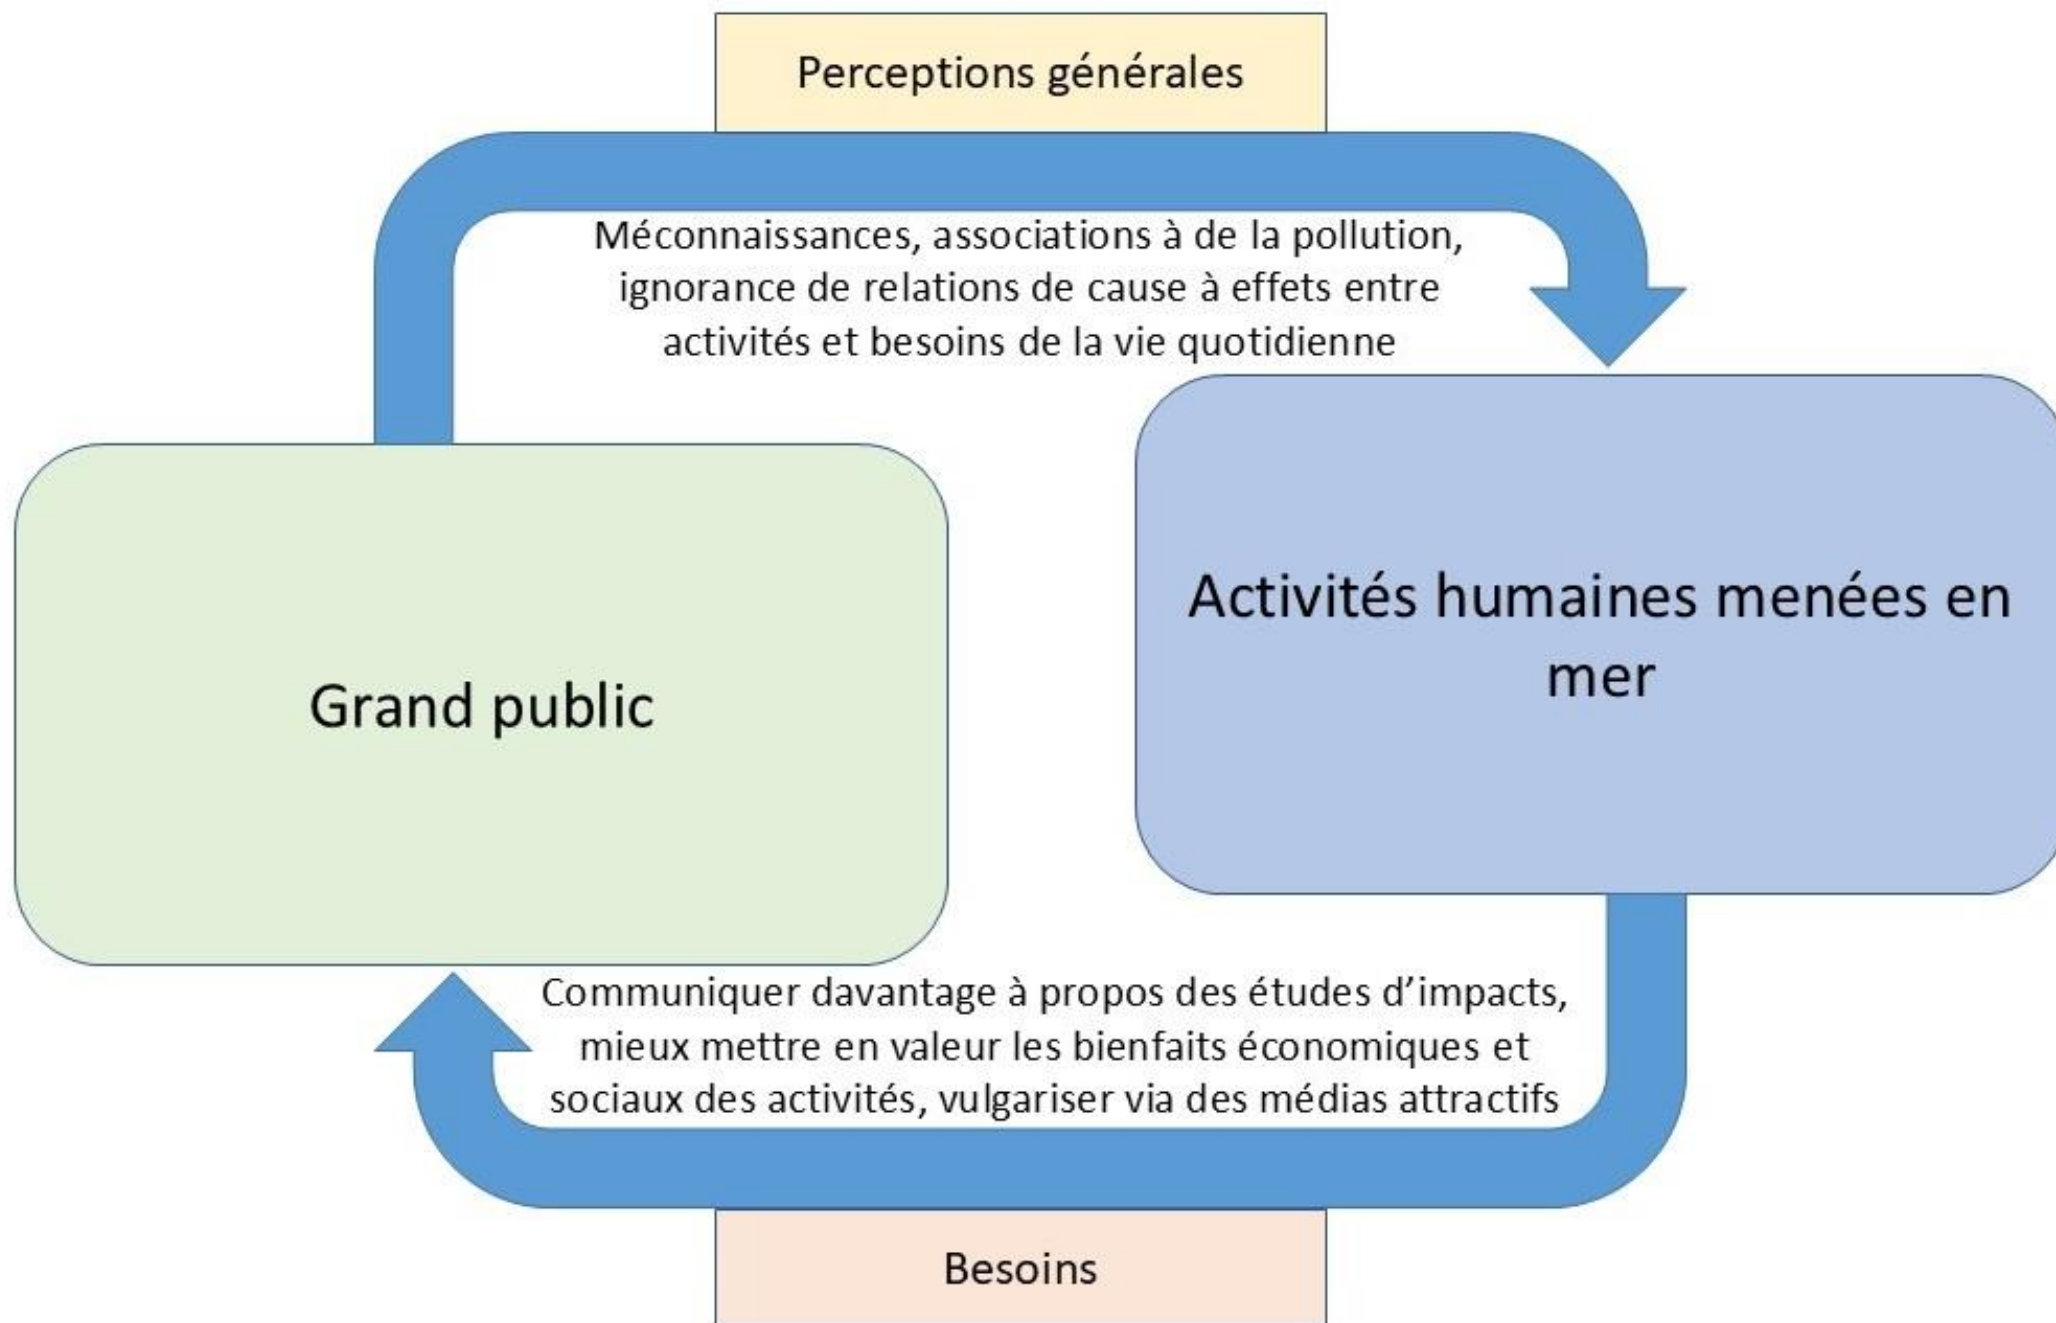 Perceptions générales
Méconnaissances, associations à de la pollution,
ignorance de relations de cause à effets entre
activités et besoins de la vie quotidienne
Grand public
Activités humaines menées en
mer
Communiquer davantage à propos des études d’impacts,
mieux mettre en valeur les bienfaits économiques et
sociaux des activités, vulgariser via des médias attractifs
Besoins